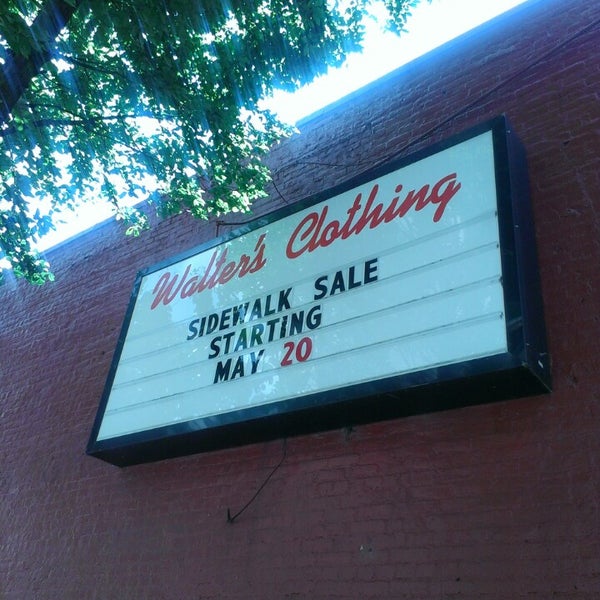 Walter's Clothing
SIDEWALK SALE
STARTING
MAY 20